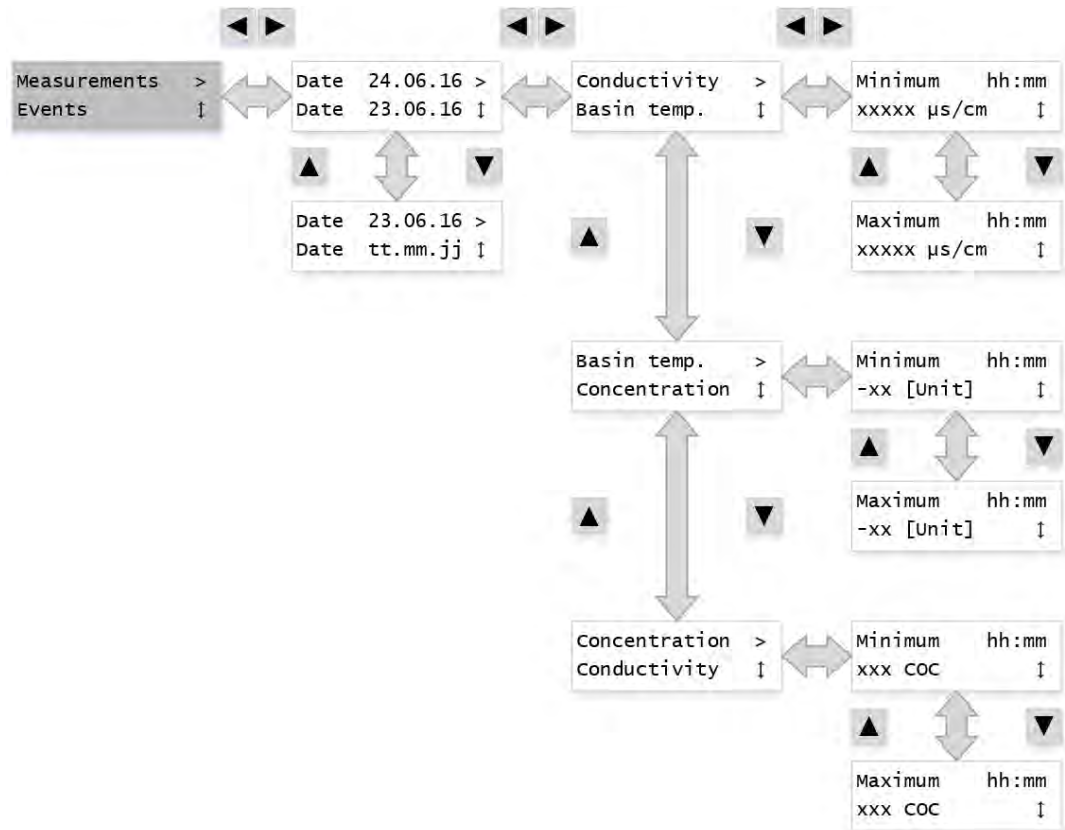 Measurements >
Events ↕
Date 24.06.16 >
Date 23.06.16 ↕
Date 23.06.16 >
Date tt.mm.jj ↕
Conductivity >
Basin temp. ↕
Minimum hh:mm
xxxxx µs/cm ↕
Maximum hh:mm
xxxxx µs/cm ↕
Basin temp. >
Concentration ↕
Minimum hh:mm
-xx [Unit] ↕
Maximum hh:mm
-xx [Unit] ↕
Concentration >
Conductivity ↕
Minimum hh:mm
xxx COC ↕
Maximum hh:mm
xxx COC ↕